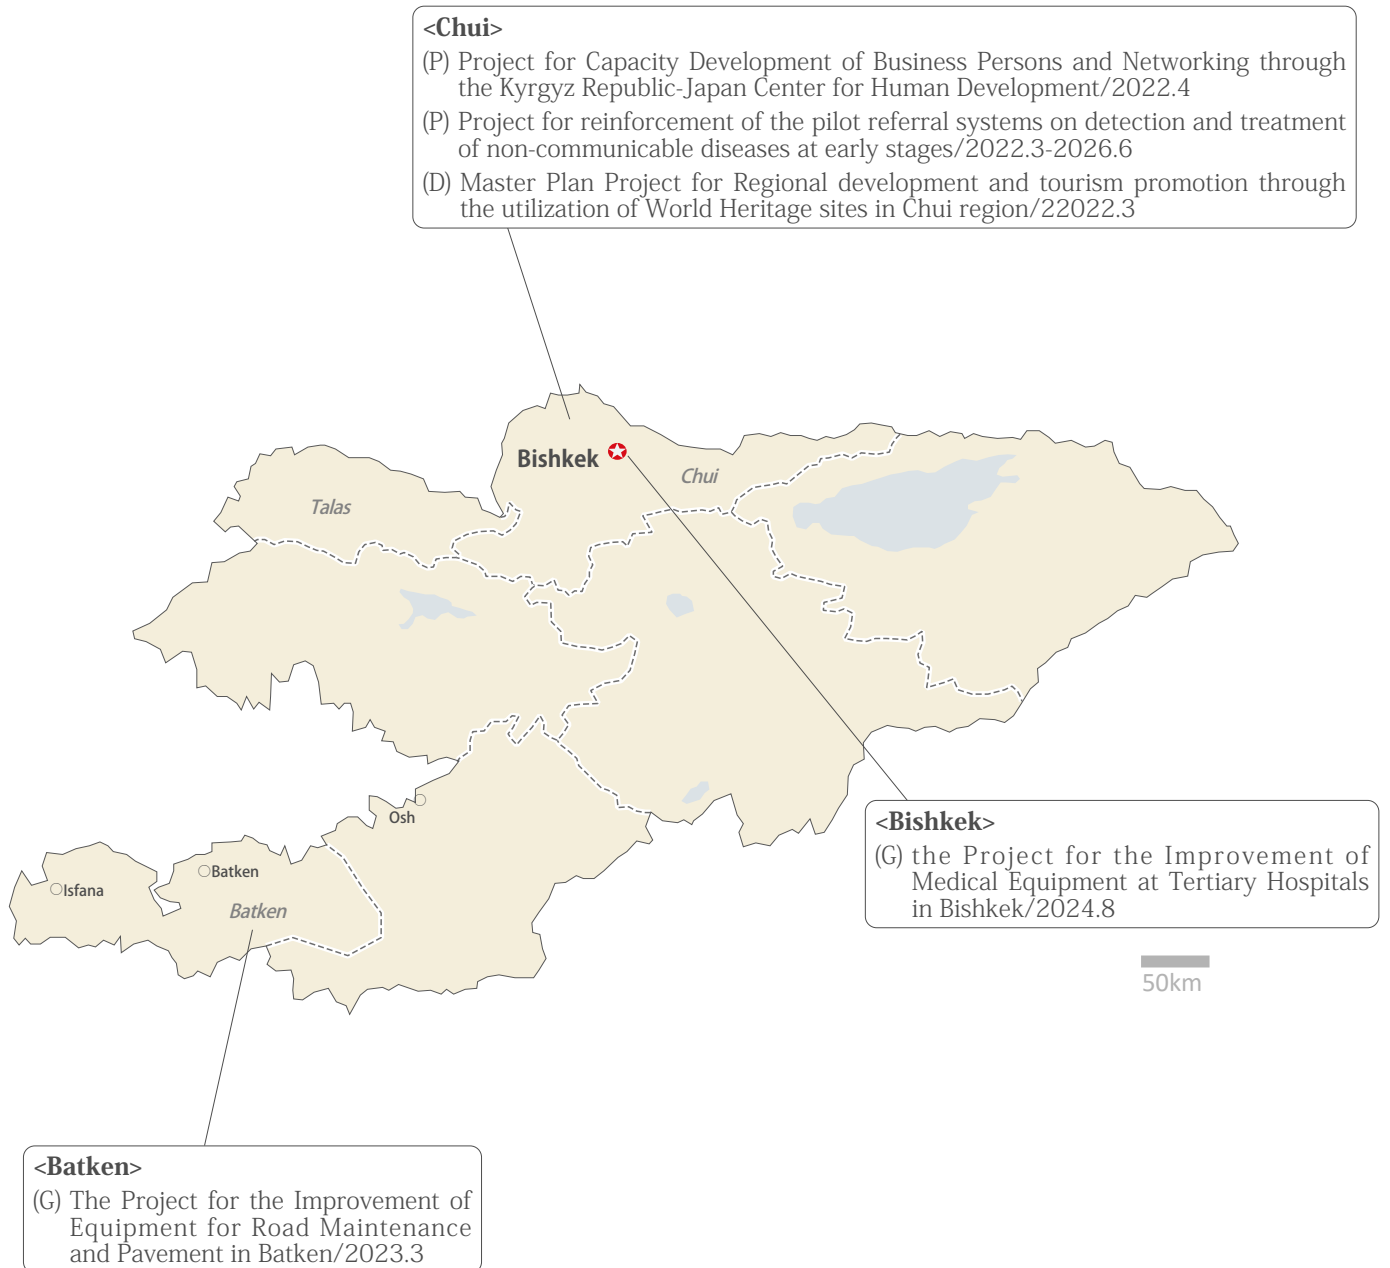 <Chui>
(P) Project for Capacity Development of Business Persons and Networking through
the Kyrgyz Republic-Japan Center for Human Development/2022.4
(P) Project for reinforcement of the pilot referral systems on detection and treatment
of non-communicable diseases at early stages/2022.3-2026.6
(D) Master Plan Project for Regional development and tourism promotion through
the utilization of World Heritage sites in Chui region/22022.3
Bishkek
Chui
Talas
Osh
Batken
Isfana
Batken
<Bishkek>
(G) the Project for the Improvement of
Medical Equipment at Tertiary Hospitals
in Bishkek/2024.8
50km
<Batken>
(G) The Project for the Improvement of
Equipment for Road Maintenance
and Pavement in Batken/2023.3